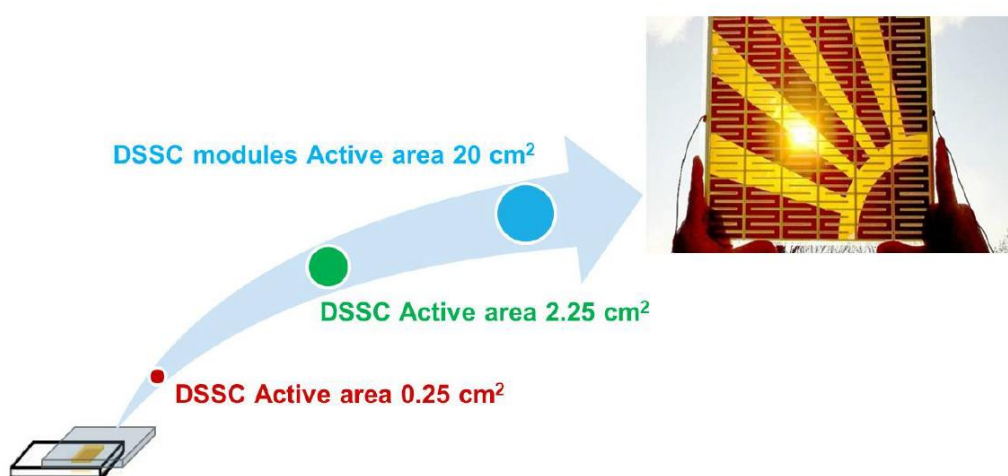 DSSC modules Active area 20 cm²
DSSC Active area 2.25 cm²
DSSC Active area 0.25 cm²